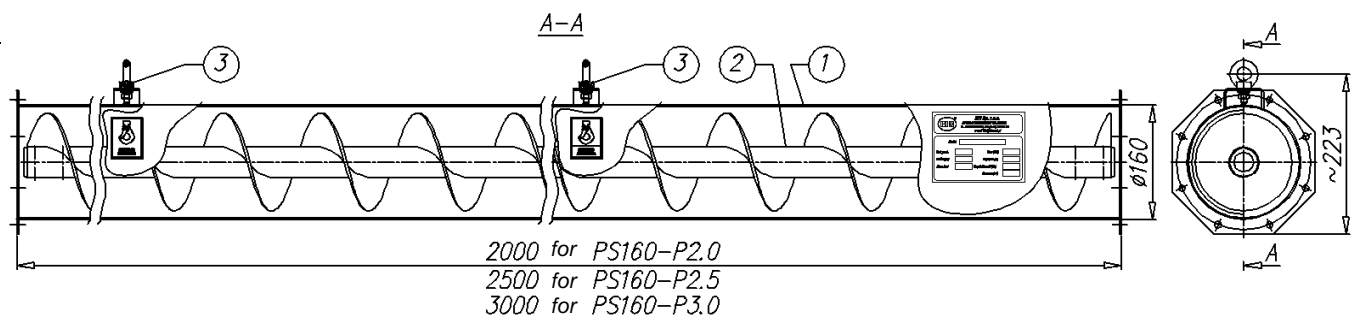 A-A
3
3
2
1
A
ø160
~223
A
2000 for PS160-P2.0
2500 for PS160-P2.5
3000 for PS160-P3.0